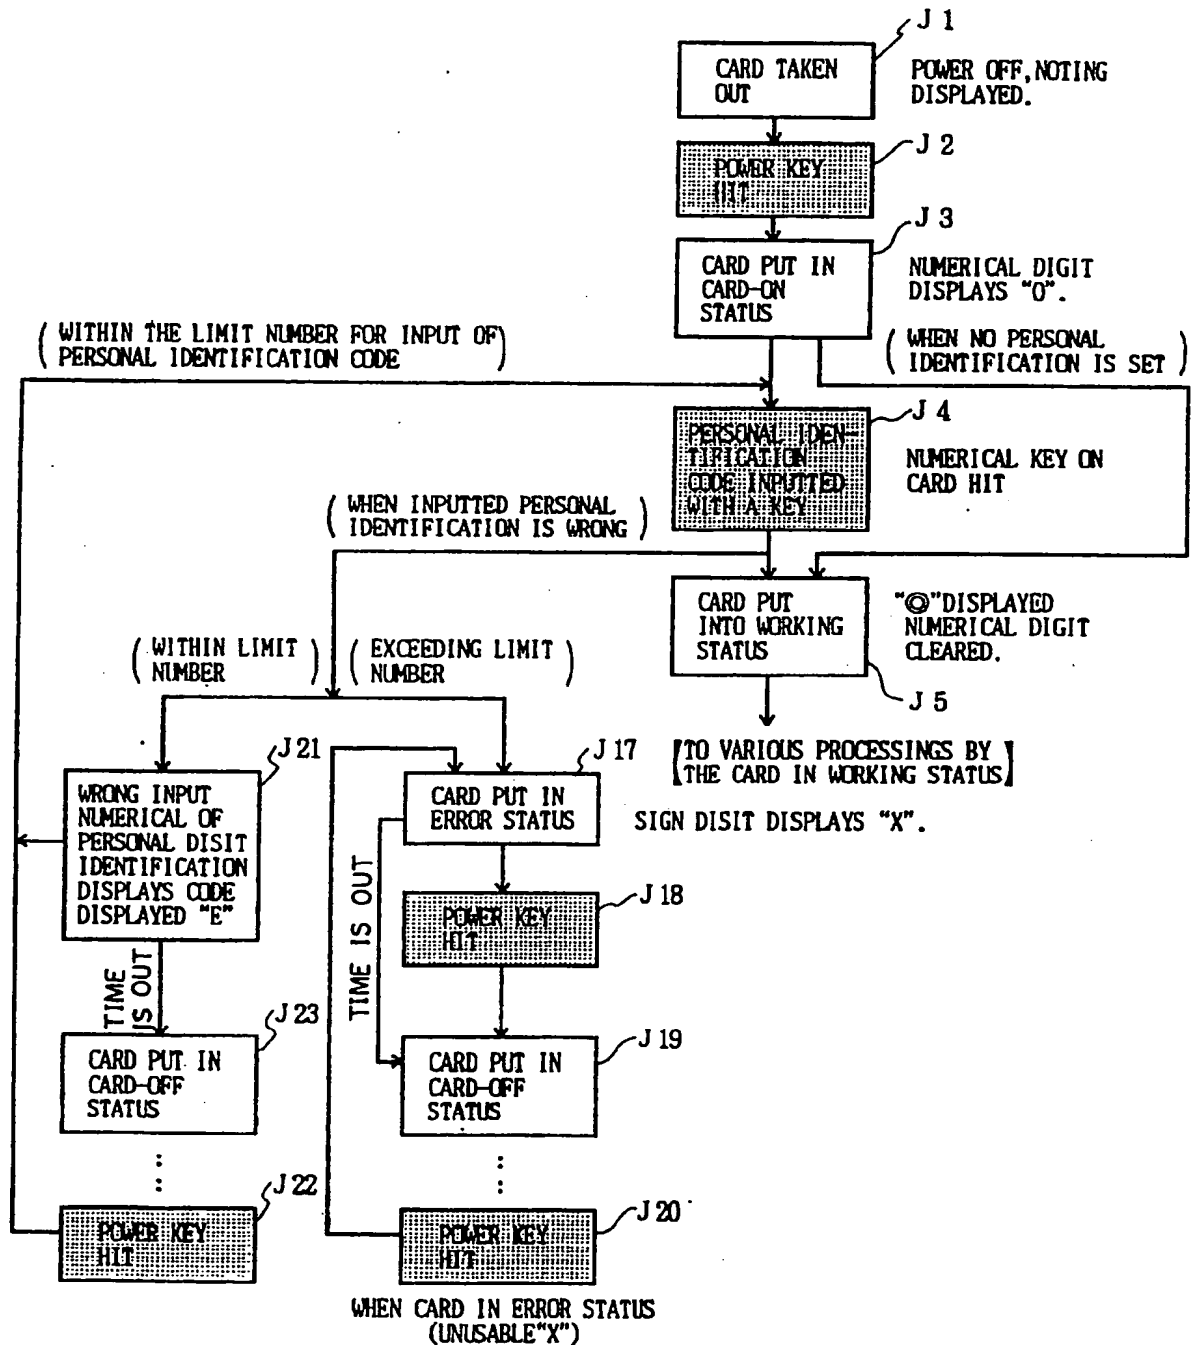 J 1
CARD TAKEN
OUT
POWER OFF, NOTING
DISPLAYED.
J 2
POWER KEY
HIT
J 3
CARD PUT IN
CARD-ON
STATUS
NUMERICAL DIGIT
DISPLAYS "0".
(WITHIN THE LIMIT NUMBER FOR INPUT OF
PERSONAL IDENTIFICATION CODE)
(WHEN NO PERSONAL
IDENTIFICATION IS SET)
J 4
PERSONAL IDEN-
TIFICATION
CODE INPUTTED
WITH A KEY
NUMERICAL KEY ON
CARD HIT
(WHEN INPUTTED PERSONAL
IDENTIFICATION IS WRONG)
CARD PUT
INTO WORKING
STATUS
"◎"DISPLAYED
NUMERICAL DIGIT
CLEARED.
J 5
(WITHIN LIMIT
NUMBER)
(EXCEEDING LIMIT
NUMBER)
[TO VARIOUS PROCESSINGS BY
THE CARD IN WORKING STATUS]
J 21
WRONG INPUT
NUMERICAL OF
PERSONAL DISIT
IDENTIFICATION
DISPLAYS CODE
DISPLAYED "E"
J 17
CARD PUT IN
ERROR STATUS
SIGN DISIT DISPLAYS "X".
TIME IS OUT
J 18
POWER KEY
HIT
TIME
IS OUT
J 23
CARD PUT IN
CARD-OFF
STATUS
J 19
CARD PUT IN
CARD-OFF
STATUS
J 22
POWER KEY
HIT
J 20
POWER KEY
HIT
WHEN CARD IN ERROR STATUS
(UNUSABLE"X")